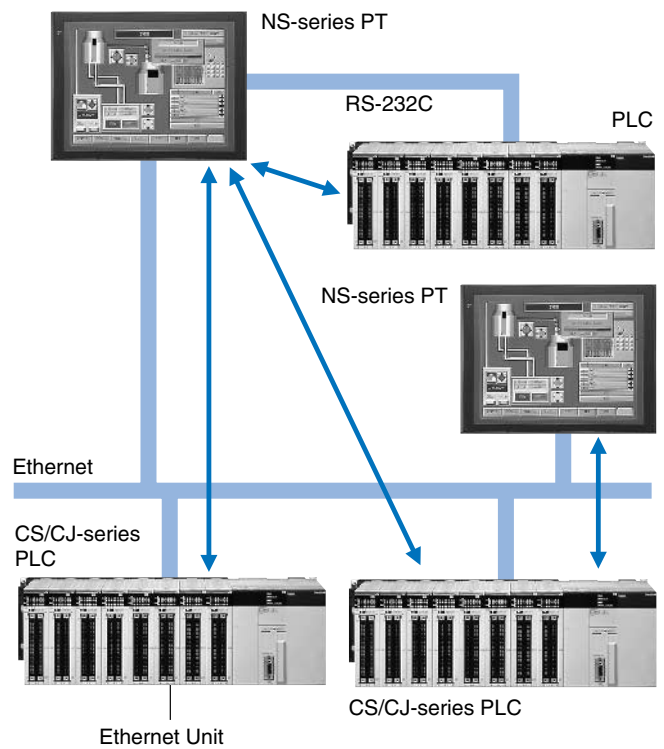 NS-series PT
RS-232C
PLC
NS-series PT
Ethernet
CS/CJ-series
PLC
CS/CJ-series PLC
Ethernet Unit